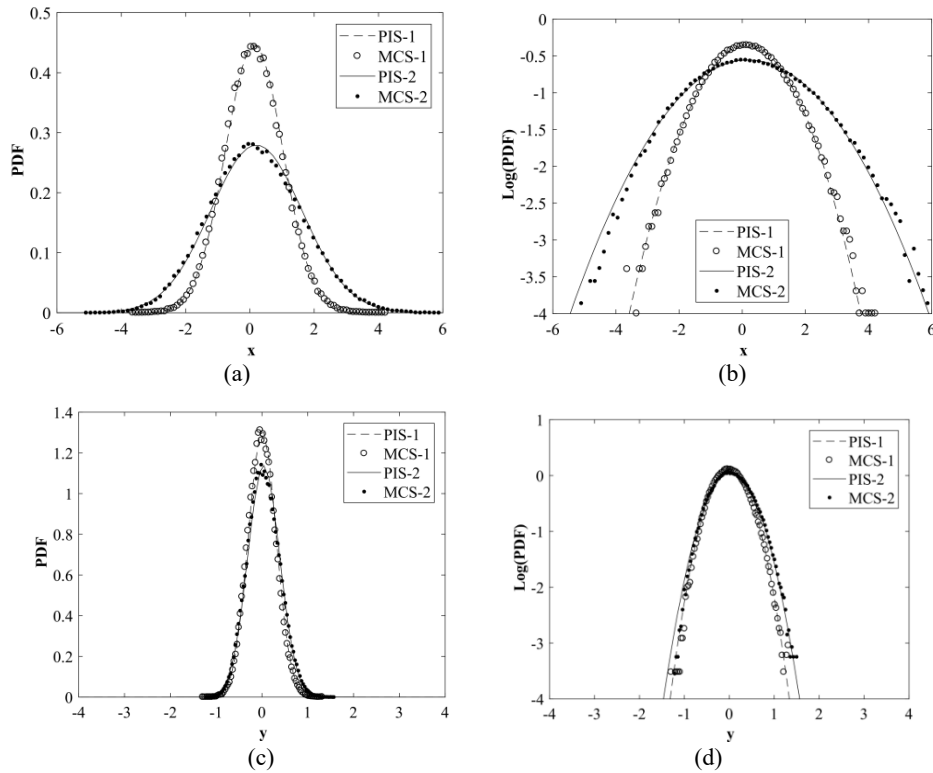 0.5
0.4
0.3
0.2
0.1
0
PDF
-6 -4 -2 0 2 4 6
x
PIS-1
MCS-1
PIS-2
MCS-2
(a)
0
-0.5
-1
-1.5
-2
-2.5
-3
-3.5
-4
Log(PDF)
-6 -4 -2 0 2 4 6
x
PIS-1
MCS-1
PIS-2
MCS-2
(b)
1.4
1.2
1
0.8
0.6
0.4
0.2
0
PDF
-4 -3 -2 -1 0 1 2 3 4
y
PIS-1
MCS-1
PIS-2
MCS-2
(c)
1
0
-1
-2
-3
-4
Log(PDF)
-4 -3 -2 -1 0 1 2 3 4
y
PIS-1
MCS-1
PIS-2
MCS-2
(d)